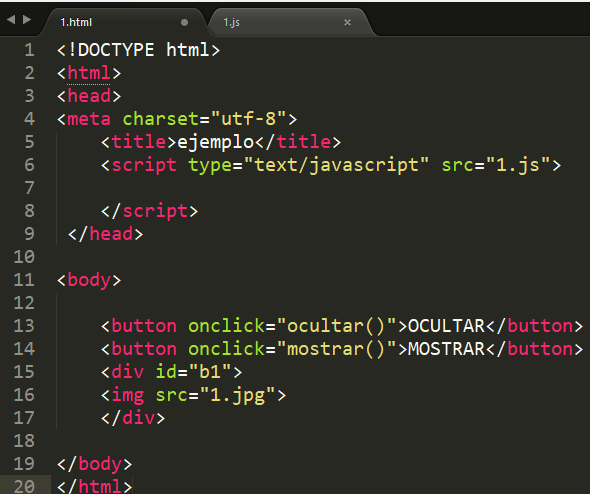 1.html 1.js
1 <!DOCTYPE html>
2 <html>
3 <head>
4 <meta charset="utf-8">
5     <title>ejemplo</title>
6     <script type="text/javascript" src="1.js">
7
8     </script>
9  </head>
10
11 <body>
12
13     <button onclick="ocultar()">OCULTAR</button>
14     <button onclick="mostrar()">MOSTRAR</button>
15     <div id="b1">
16     <img src="1.jpg">
17     </div>
18
19 </body>
20 </html>